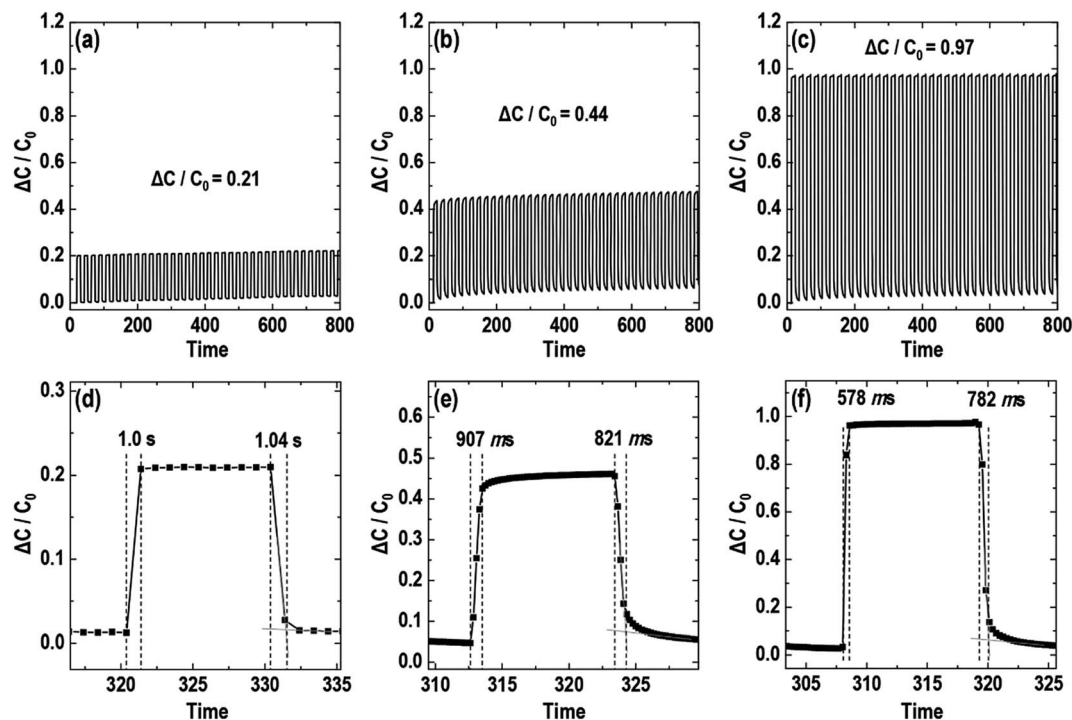 (a)
ΔC / C0 = 0.21
ΔC / C0
1.2
1.0
0.8
0.6
0.4
0.2
0.0
0 200 400 600 800
Time
(b)
ΔC / C0 = 0.44
ΔC / C0
1.2
1.0
0.8
0.6
0.4
0.2
0.0
0 200 400 600 800
Time
(c)
ΔC / C0 = 0.97
ΔC / C0
1.2
1.0
0.8
0.6
0.4
0.2
0.0
0 200 400 600 800
Time
(d)
1.0 s 1.04 s
ΔC / C0
0.3
0.2
0.1
0.0
320 325 330 335
Time
(e)
907 ms 821 ms
ΔC / C0
0.6
0.5
0.4
0.3
0.2
0.1
0.0
310 315 320 325
Time
(f)
578 ms 782 ms
ΔC / C0
1.0
0.8
0.6
0.4
0.2
0.0
305 310 315 320 325
Time